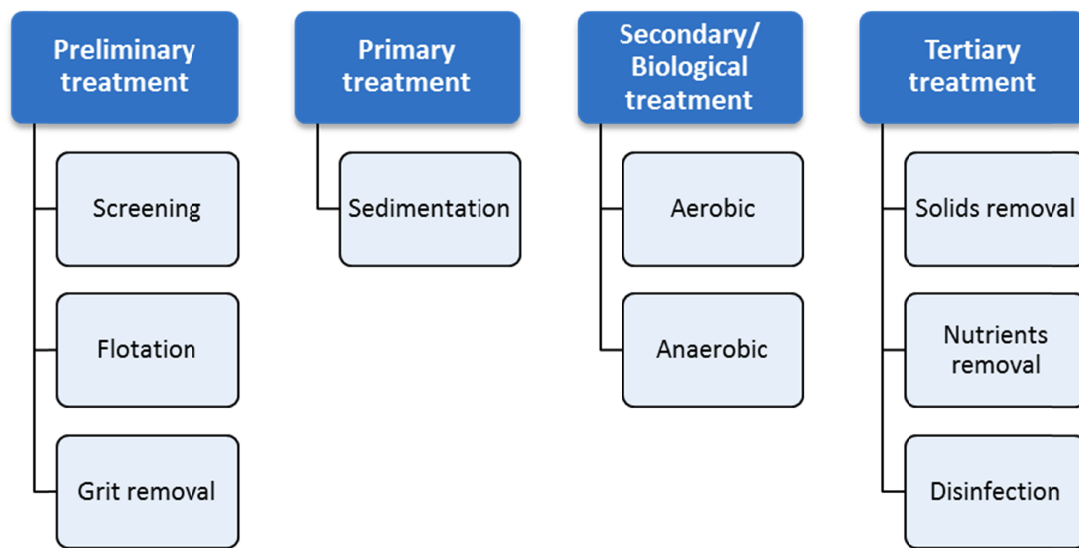 Preliminary
treatment
Screening
Flotation
Grit removal
Primary
treatment
Sedimentation
Secondary/
Biological
treatment
Aerobic
Anaerobic
Tertiary
treatment
Solids removal
Nutrients
removal
Disinfection